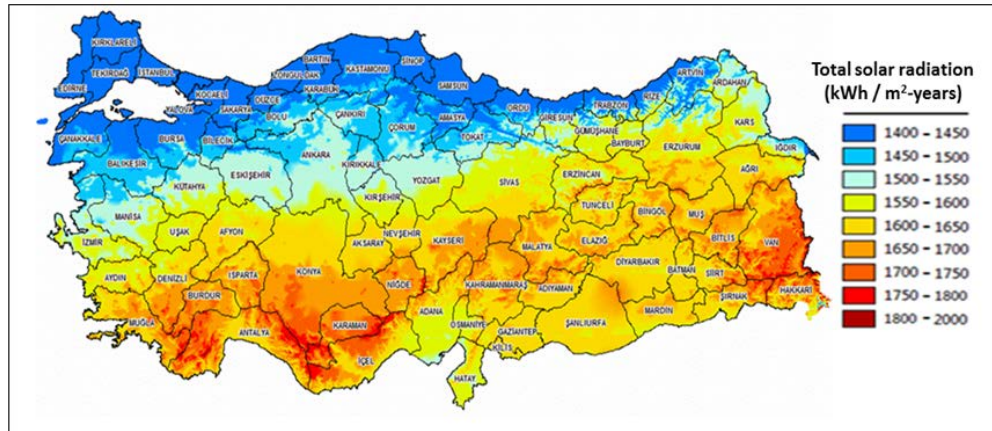 KIRKLARELİ
EDİRNE
TEKİRDAĞ
İSTANBUL
KOCAELİ
YALOVA
SAKARYA
DÜZCE
ZONGULDAK
BARTIN
KARABÜK
KASTAMONU
SİNOP
SAMSUN
ORDU
GİRESUN
TRABZON
RİZE
ARTVİN
ARDAHAN
KARS
IĞDIR
ÇANAKKALE
BALIKESİR
BURSA
BİLECİK
BOLU
ÇANKIRI
ÇORUM
AMASYA
TOKAT
GÜMÜŞHANE
BAYBURT
ERZURUM
AĞRI
KÜTAHYA
ESKİŞEHİR
ANKARA
KIRIKKALE
KIRŞEHİR
YOZGAT
SİVAS
ERZİNCAN
TUNCELİ
BİNGÖL
MUŞ
BİTLİS
VAN
MANİSA
İZMİR
UŞAK
AFYON
AKSARAY
NEVŞEHİR
KAYSERİ
MALATYA
ELAZIĞ
DİYARBAKIR
BATMAN
SİİRT
ŞIRNAK
HAKKARİ
AYDIN
DENİZLİ
ISPARTA
BURDUR
KONYA
NİĞDE
KAHRAMANMARAŞ
ADIYAMAN
ŞANLIURFA
MARDİN
MUĞLA
ANTALYA
KARAMAN
İÇEL
ADANA
OSMANİYE
GAZİANTEP
KİLİS
HATAY
Total solar radiation
(kWh / m²-years)
1400 – 1450
1450 – 1500
1500 – 1550
1550 – 1600
1600 – 1650
1650 – 1700
1700 – 1750
1750 – 1800
1800 – 2000